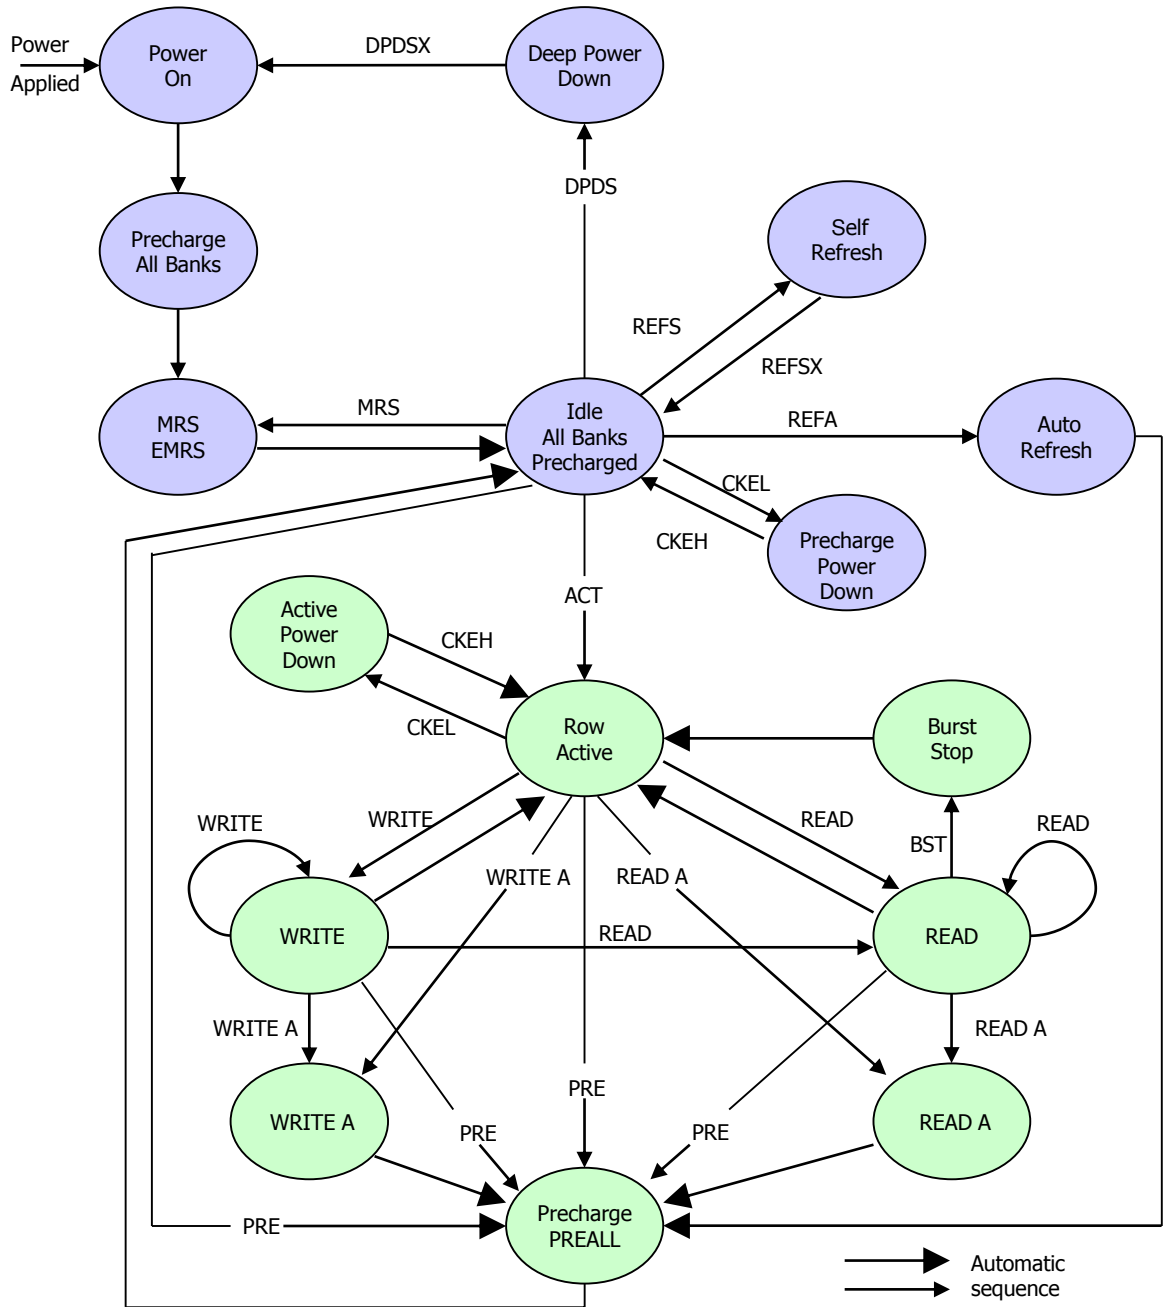 Power
Applied
Power
On
DPDSX
Deep Power
Down
DPDS
Precharge
All Banks
Self
Refresh
REFS
REFSX
MRS
EMRS
MRS
Idle
All Banks
Precharged
REFA
Auto
Refresh
CKEL
CKEH
Precharge
Power
Down
ACT
Active
Power
Down
CKEH
CKEL
Row
Active
Burst
Stop
WRITE
WRITE
READ
BST
READ
WRITE A
READ A
WRITE
READ
READ
WRITE A
READ A
PRE
WRITE A
PRE
PRE
READ A
PRE
Precharge
PREALL
Automatic
sequence